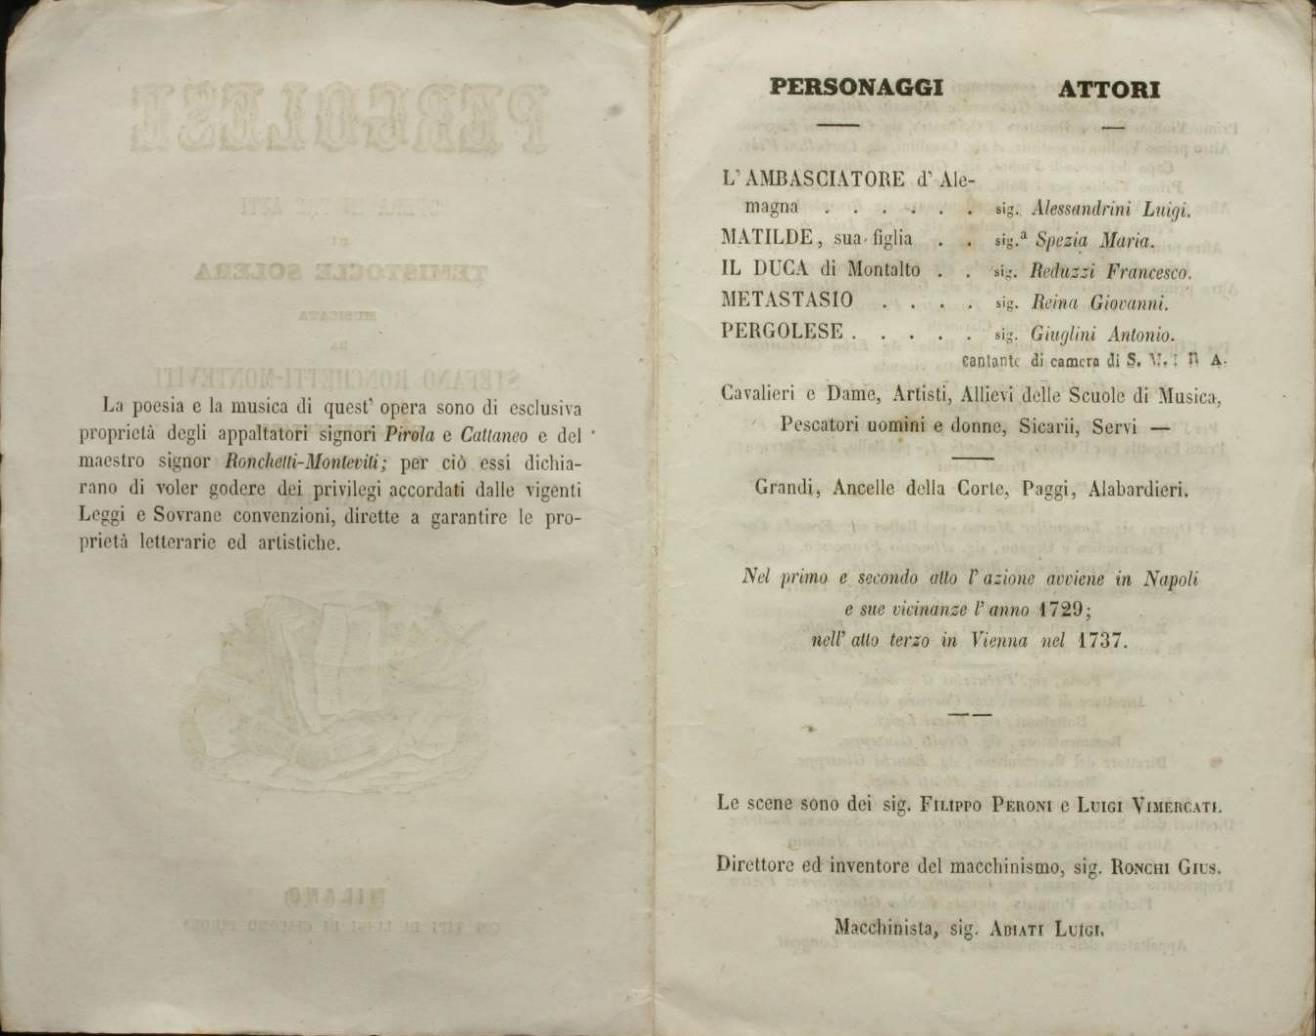 La poesia e la musica di quest' opera sono di esclusiva
proprietà degli appaltatori signori Pirola e Cattaneo e del
maestro signor Ronchetti-Monteviti; per ciò essi dichia-
rano di voler godere dei privilegi accordati dalle vigenti
Leggi e Sovrane convenzioni, dirette a garantire le pro-
prietà letterarie ed artistiche.
PERSONAGGI ATTORI
L' AMBASCIATORE d' Ale-
magna . . . . . . sig. Alessandrini Luigi.
MATILDE, sua figlia . . sig.ª Spezia Maria.
IL DUCA di Montalto . . sig. Reduzzi Francesco.
METASTASIO . . . . sig. Reina Giovanni.
PERGOLESE . . . . . sig. Giuglini Antonio.
cantante di camera di S. M. I. R. A.
Cavalieri e Dame, Artisti, Allievi delle Scuole di Musica,
Pescatori uomini e donne, Sicarii, Servi —
Grandi, Ancelle della Corte, Paggi, Alabardieri.
Nel primo e secondo atto l' azione avviene in Napoli
e sue vicinanze l' anno 1729;
nell' atto terzo in Vienna nel 1737.
Le scene sono dei sig. FILIPPO PERONI e LUIGI VIMERCATI.
Direttore ed inventore del macchinismo, sig. RONCHI GIUS.
Macchinista, sig. ABIATI LUIGI.